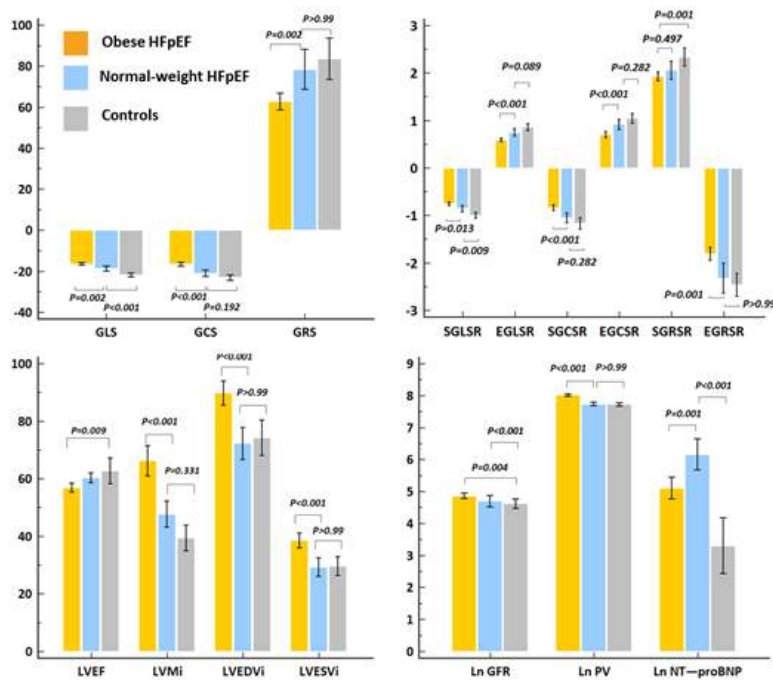 100
80
60
40
20
0
-20
-40
Obese HFpEF
Normal-weight HFpEF
Controls
P=0.002
P>0.99
P=0.002
P<0.001
P<0.001
P=0.192
GLS GCS GRS
3
2
1
0
-1
-2
-3
P=0.001
P=0.497
P=0.089
P=0.282
P<0.001
P<0.001
P=0.013
P=0.009
P<0.001
P=0.282
P=0.001
P>0.99
SGLSR EGLSR SGCSR EGCSR SGRSR EGRSR
100
80
60
40
20
0
P<0.001
P=0.009
P<0.001
P>0.99
P=0.331
P<0.001
P>0.99
LVEF LVMi LVEDVi LVESVi
9
8
7
6
5
4
3
2
1
0
P<0.001
P>0.99
P<0.001
P=0.001
P<0.001
P=0.004
Ln GFR Ln PV Ln NT—proBNP